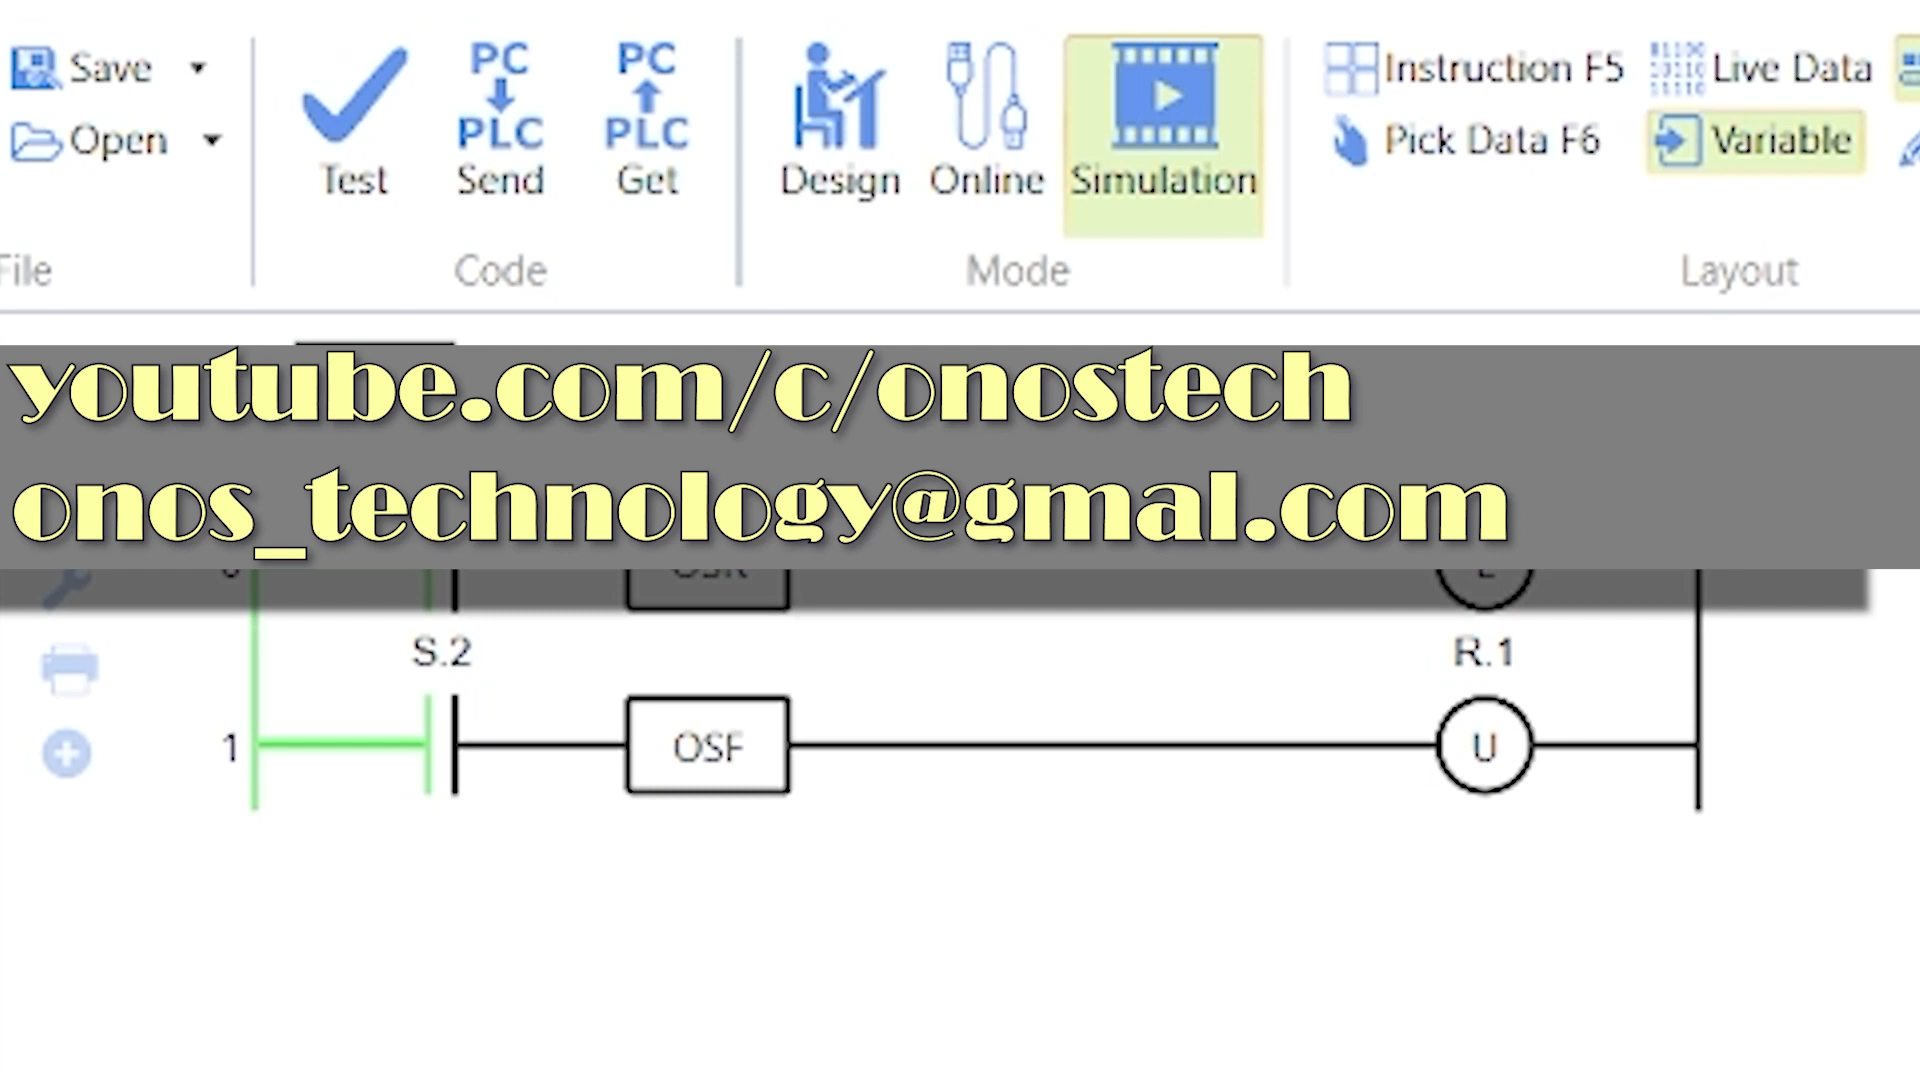 Save
Open
File
Test
PC
PLC
Send
PC
PLC
Get
Code
Design
Online
Simulation
Mode
Instruction F5
Live Data
Pick Data F6
Variable
Layout
youtube.com/c/onostech
onos_technology@gmal.com
S.2
R.1
1
OSF
U